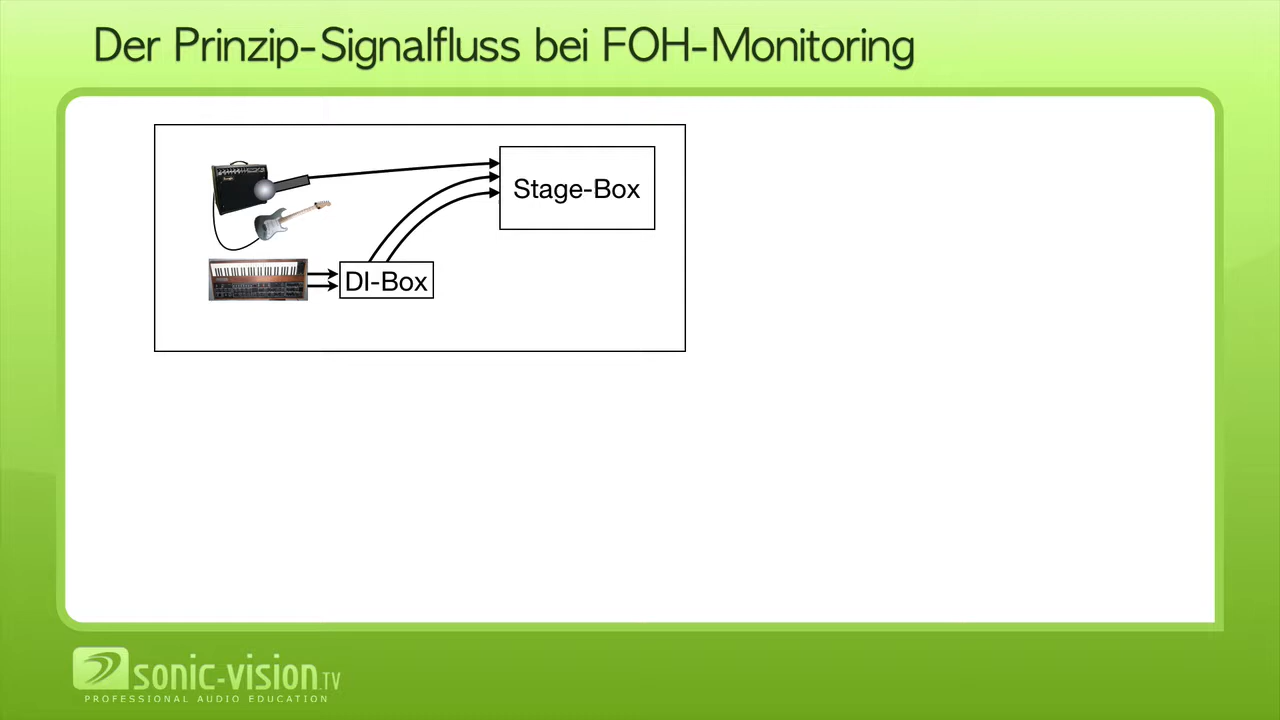 Der Prinzip-Signalfluss bei FOH-Monitoring
Stage-Box
DI-Box
sonic-vision.TV
PROFESSIONAL AUDIO EDUCATION